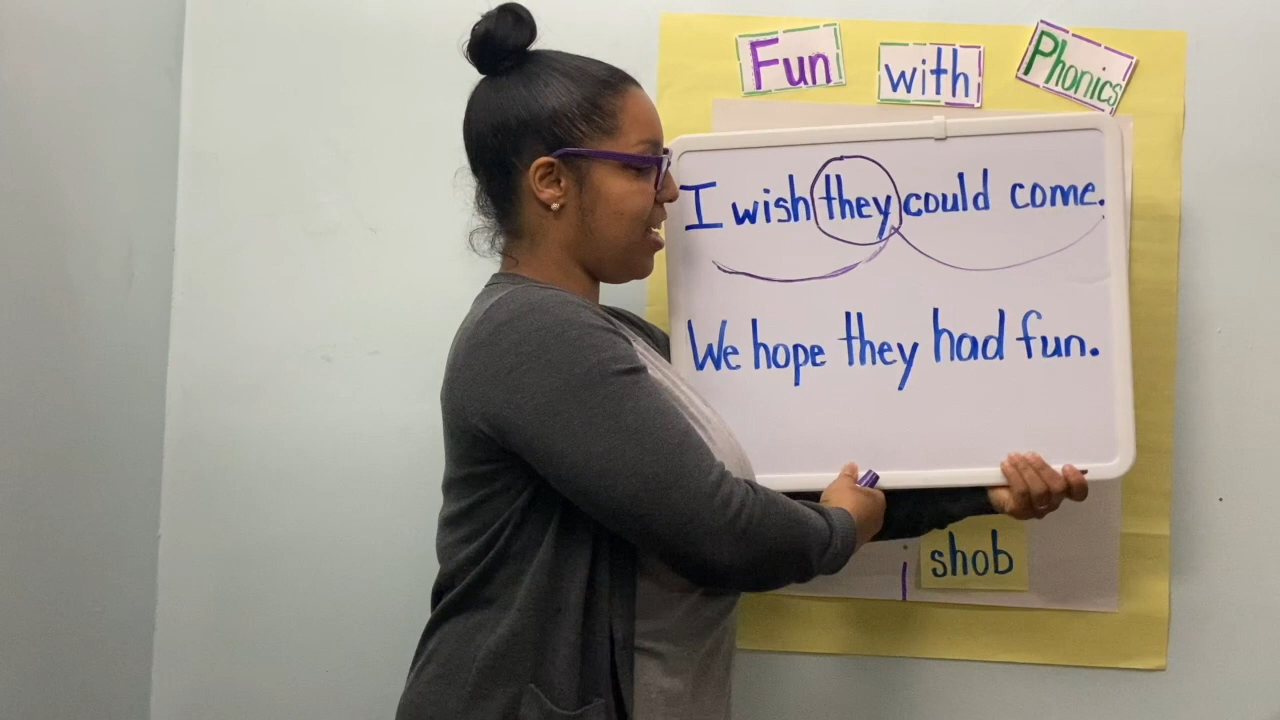 Fun with Phonics
I wish they could come.
We hope they had fun.
shob